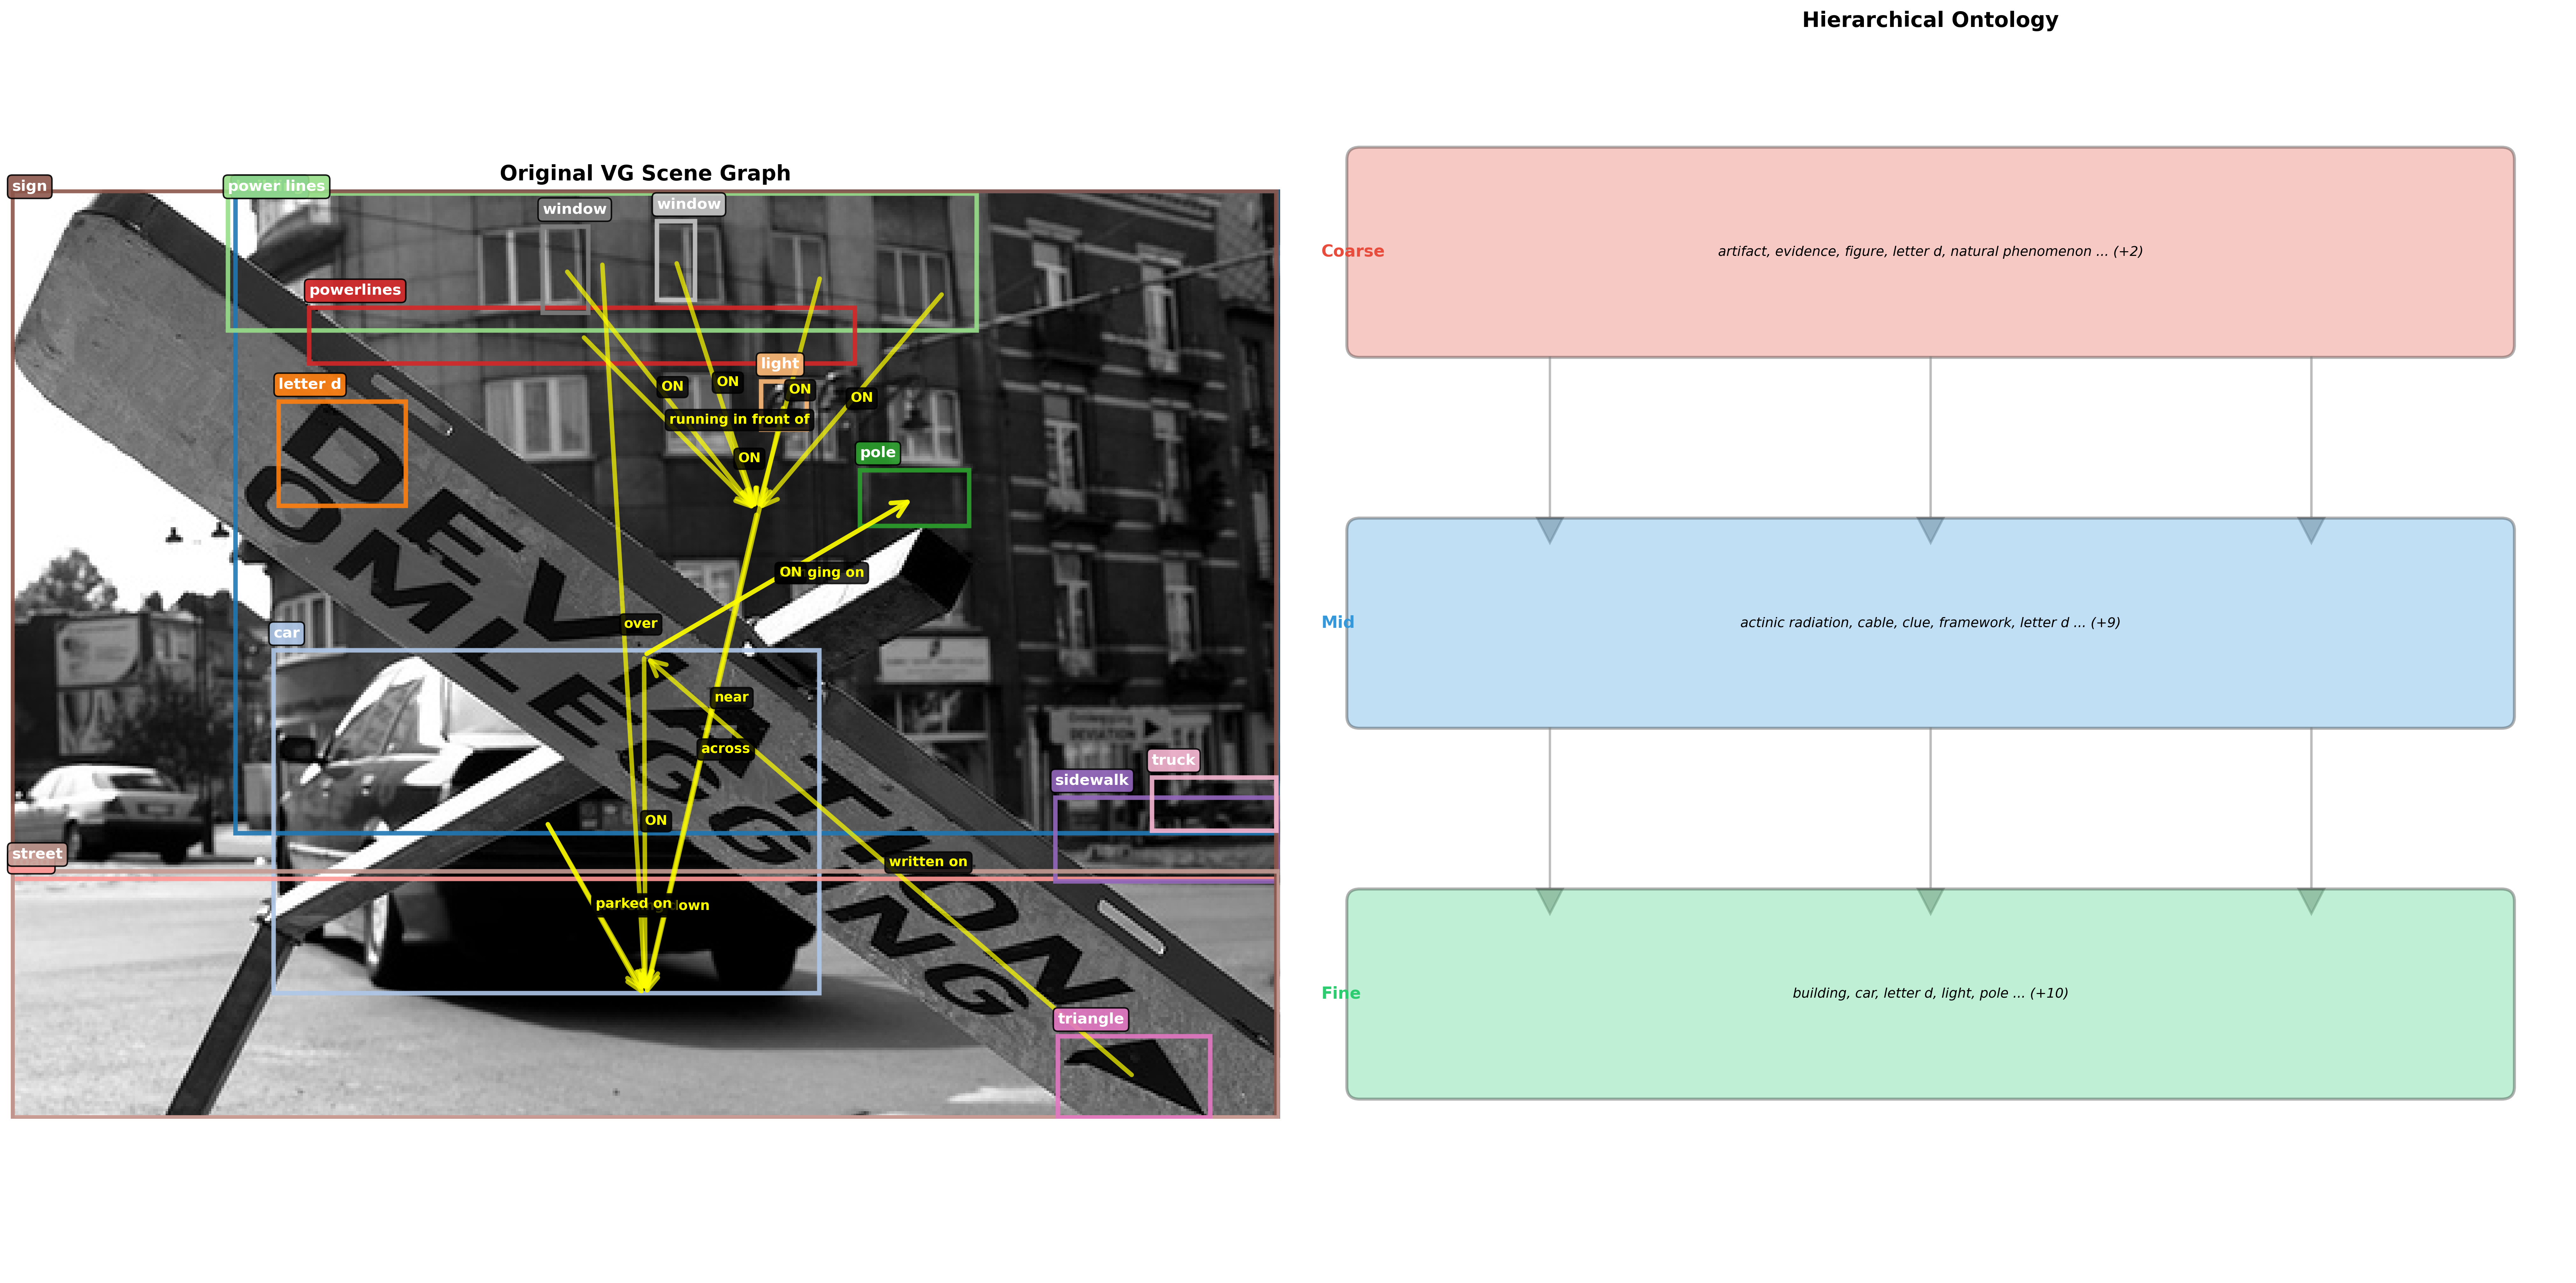 Hierarchical Ontology
Original VG Scene Graph
sign
power lines
window
window
powerlines
light
letter d
ON
ON
ON
ON
running in front of
ON
pole
ON
ging on
over
car
near
across
truck
sidewalk
ON
written on
street
parked on
down
triangle
DEVIATION
OMLEGGING
DEVIATION
Coarse
artifact, evidence, figure, letter d, natural phenomenon ... (+2)
Mid
actinic radiation, cable, clue, framework, letter d ... (+9)
Fine
building, car, letter d, light, pole ... (+10)